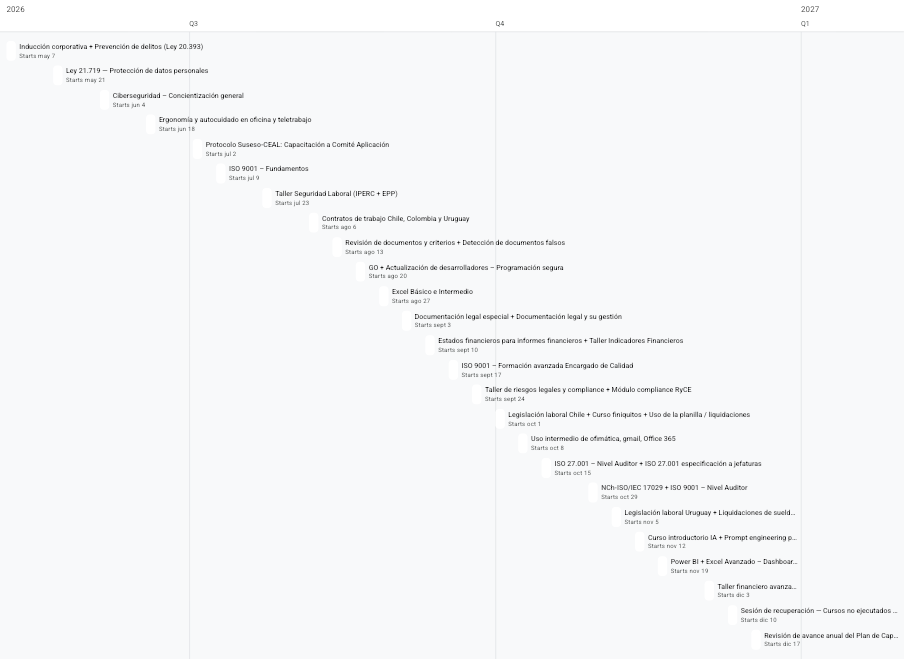 2026
2027
Q3
Q4
Q1
Inducción corporativa + Prevención de delitos (Ley 20.393)
Starts may 7
Ley 21.719 — Protección de datos personales
Starts may 21
Ciberseguridad – Concientización general
Starts jun 4
Ergonomía y autocuidado en oficina y teletrabajo
Starts jun 18
Protocolo Suseso-CEAL: Capacitación a Comité Aplicación
Starts jul 2
ISO 9001 – Fundamentos
Starts jul 9
Taller Seguridad Laboral (IPERC + EPP)
Starts jul 23
Contratos de trabajo Chile, Colombia y Uruguay
Starts ago 6
Revisión de documentos y criterios + Detección de documentos falsos
Starts ago 13
GO + Actualización de desarrolladores – Programación segura
Starts ago 20
Excel Básico e Intermedio
Starts ago 27
Documentación legal especial + Documentación legal y su gestión
Starts sept 3
Estados financieros para informes financieros + Taller Indicadores Financieros
Starts sept 10
ISO 9001 – Formación avanzada Encargado de Calidad
Starts sept 17
Taller de riesgos legales y compliance + Módulo compliance RyCE
Starts sept 24
Legislación laboral Chile + Curso finiquitos + Uso de la planilla / liquidaciones
Starts oct 1
Uso intermedio de ofimática, gmail, Office 365
Starts oct 8
ISO 27.001 – Nivel Auditor + ISO 27.001 especificación a jefaturas
Starts oct 15
NCh-ISO/IEC 17029 + ISO 9001 – Nivel Auditor
Starts oct 29
Legislación laboral Uruguay + Liquidaciones de sueld...
Starts nov 5
Curso introductorio IA + Prompt engineering p...
Starts nov 12
Power BI + Excel Avanzado – Dashboar...
Starts nov 19
Taller financiero avanza...
Starts dic 3
Sesión de recuperación — Cursos no ejecutados ...
Starts dic 10
Revisión de avance anual del Plan de Cap...
Starts dic 17